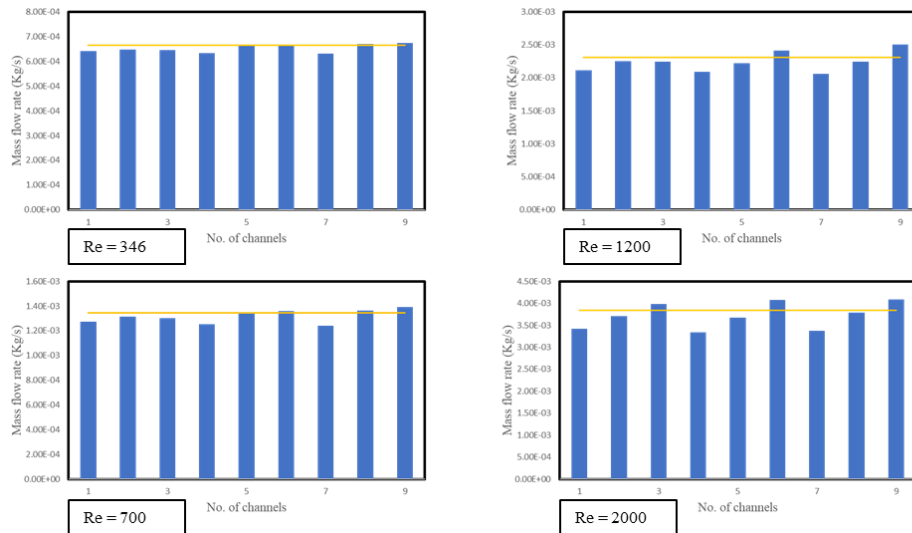 8.00E-04
7.00E-04
6.00E-04
5.00E-04
4.00E-04
3.00E-04
2.00E-04
1.00E-04
0.00E+00
Mass flow rate (Kg/s)
1 3 5 7 9
No. of channels
Re = 346
3.00E-03
2.50E-03
2.00E-03
1.50E-03
1.00E-03
5.00E-04
0.00E+00
Mass flow rate (Kg/s)
1 3 5 7 9
No. of channels
Re = 1200
1.60E-03
1.40E-03
1.20E-03
1.00E-03
8.00E-04
6.00E-04
4.00E-04
2.00E-04
0.00E+00
Mass flow rate (Kg/s)
1 3 5 7 9
No. of channels
Re = 700
4.50E-03
4.00E-03
3.50E-03
3.00E-03
2.50E-03
2.00E-03
1.50E-03
1.00E-03
5.00E-04
0.00E+00
Mass flow rate (Kg/s)
1 3 5 7 9
No. of channels
Re = 2000